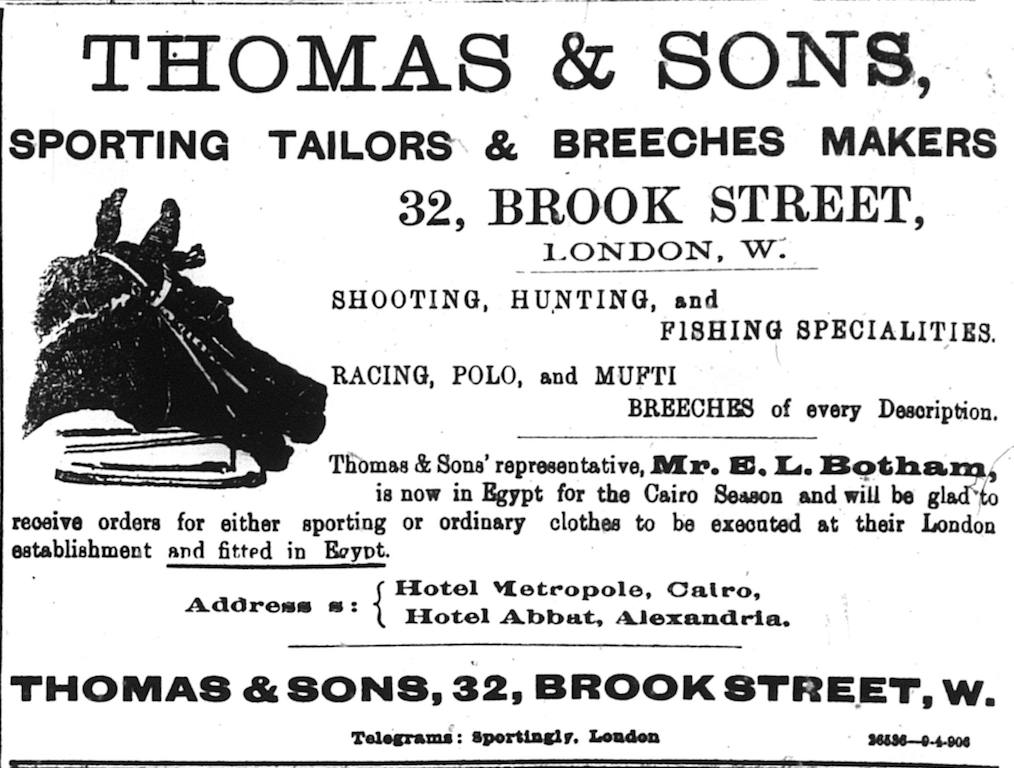 THOMAS & SONS,
SPORTING TAILORS & BREECHES MAKERS
32, BROOK STREET,
LONDON, W.
SHOOTING, HUNTING, and
FISHING SPECIALITIES.
RACING, POLO, and MUFTI
BREECHES of every Description.
Thomas & Sons' representative, Mr. E. L. Botham,
is now in Egypt for the Cairo Season and will be glad to
receive orders for either sporting or ordinary clothes to be executed at their London
establishment and fitted in Egypt.
Address s: { Hotel Metropole, Cairo,
Hotel Abbat, Alexandria.
THOMAS & SONS, 32, BROOK STREET, W.
Telegrams: Sportingly, London
26536—9-4-906